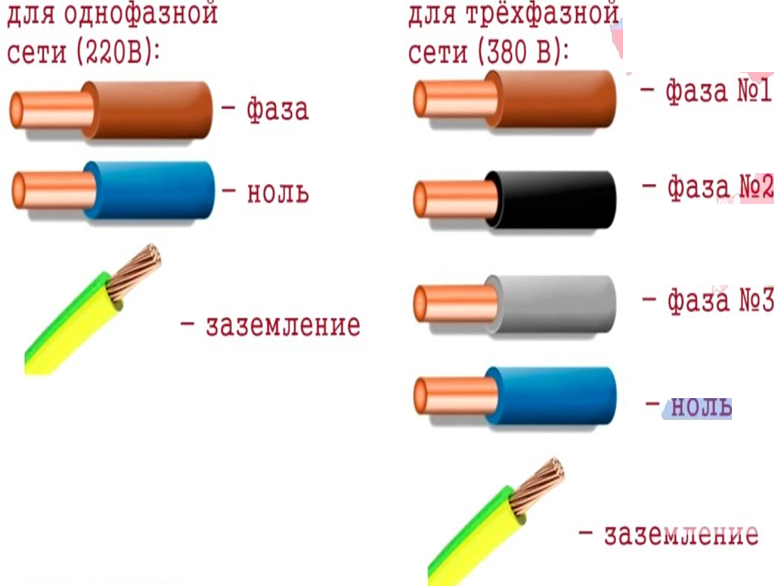 для однофазной
сети (220В):
– фаза
– ноль
– заземление
для трёхфазной
сети (380 В):
– фаза №1
– фаза №2
– фаза №3
– ноль
– заземление